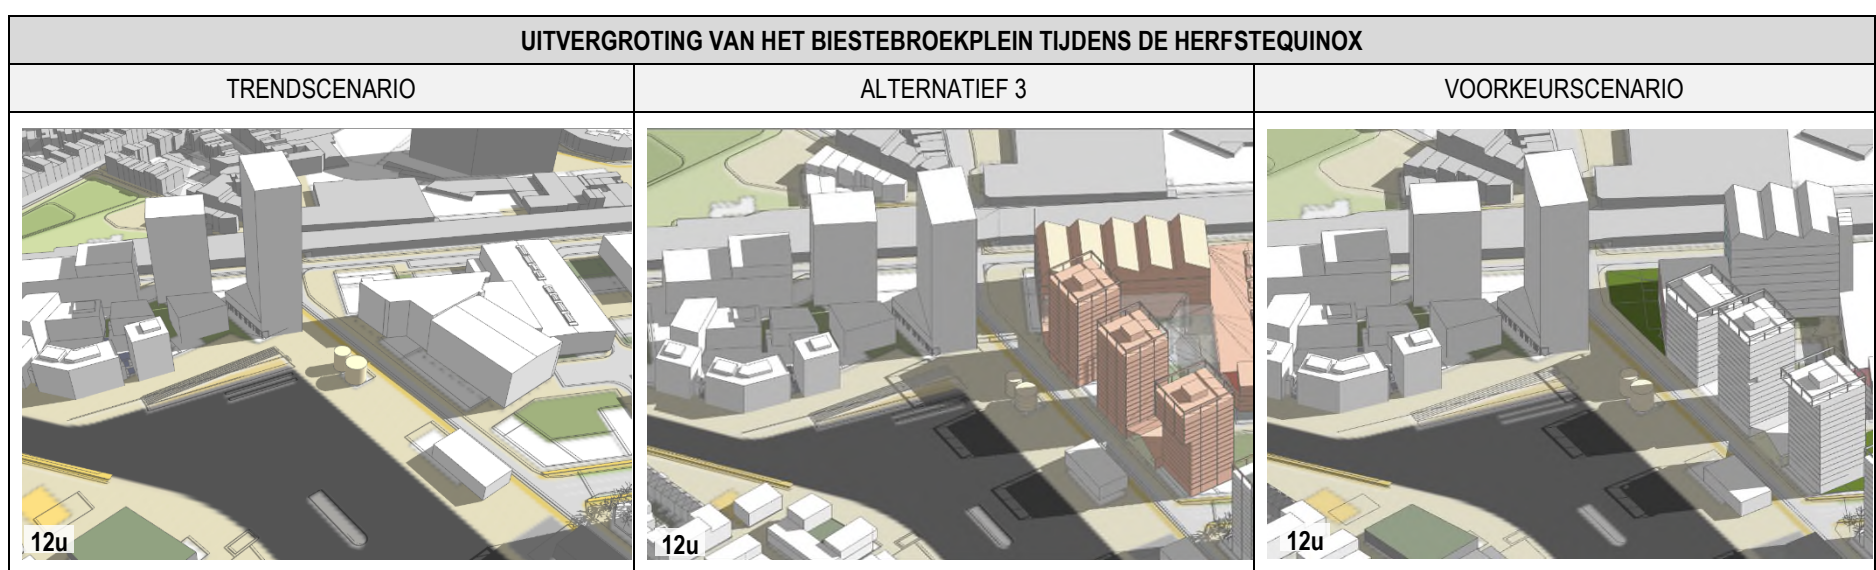 UITVERGROTING VAN HET BIESTEBROEKPLEIN TIJDENS DE HERFSTEQUINOX
TRENDSCENARIO
ALTERNATIEF 3
VOORKEURSCENARIO
12u
12u
12u